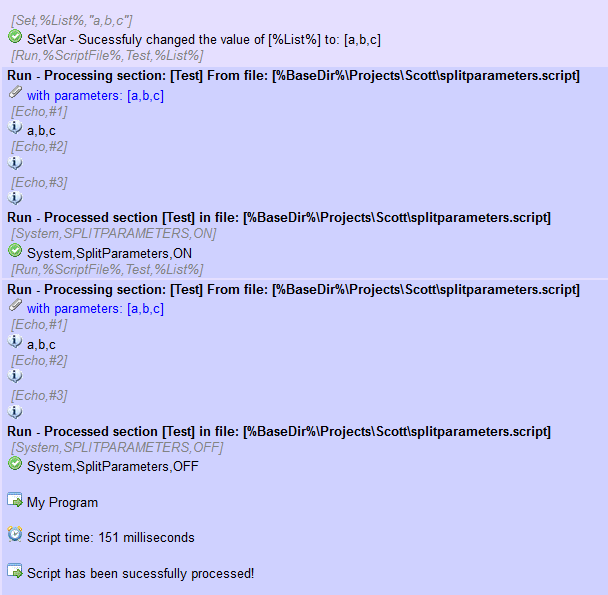 [Set,%List%,"a,b,c"]
SetVar - Sucessfuly changed the value of [%List%] to: [a,b,c]
[Run,%ScriptFile%,Test,%List%]
Run - Processing section: [Test] From file: [%BaseDir%\Projects\Scott\splitparameters.script]
with parameters: [a,b,c]
[Echo,#1]
a,b,c
[Echo,#2]
[Echo,#3]
Run - Processed section [Test] in file: [%BaseDir%\Projects\Scott\splitparameters.script]
[System,SPLITPARAMETERS,ON]
System,SplitParameters,ON
[Run,%ScriptFile%,Test,%List%]
Run - Processing section: [Test] From file: [%BaseDir%\Projects\Scott\splitparameters.script]
with parameters: [a,b,c]
[Echo,#1]
a,b,c
[Echo,#2]
[Echo,#3]
Run - Processed section [Test] in file: [%BaseDir%\Projects\Scott\splitparameters.script]
[System,SPLITPARAMETERS,OFF]
System,SplitParameters,OFF
My Program
Script time: 151 milliseconds
Script has been sucessfully processed!